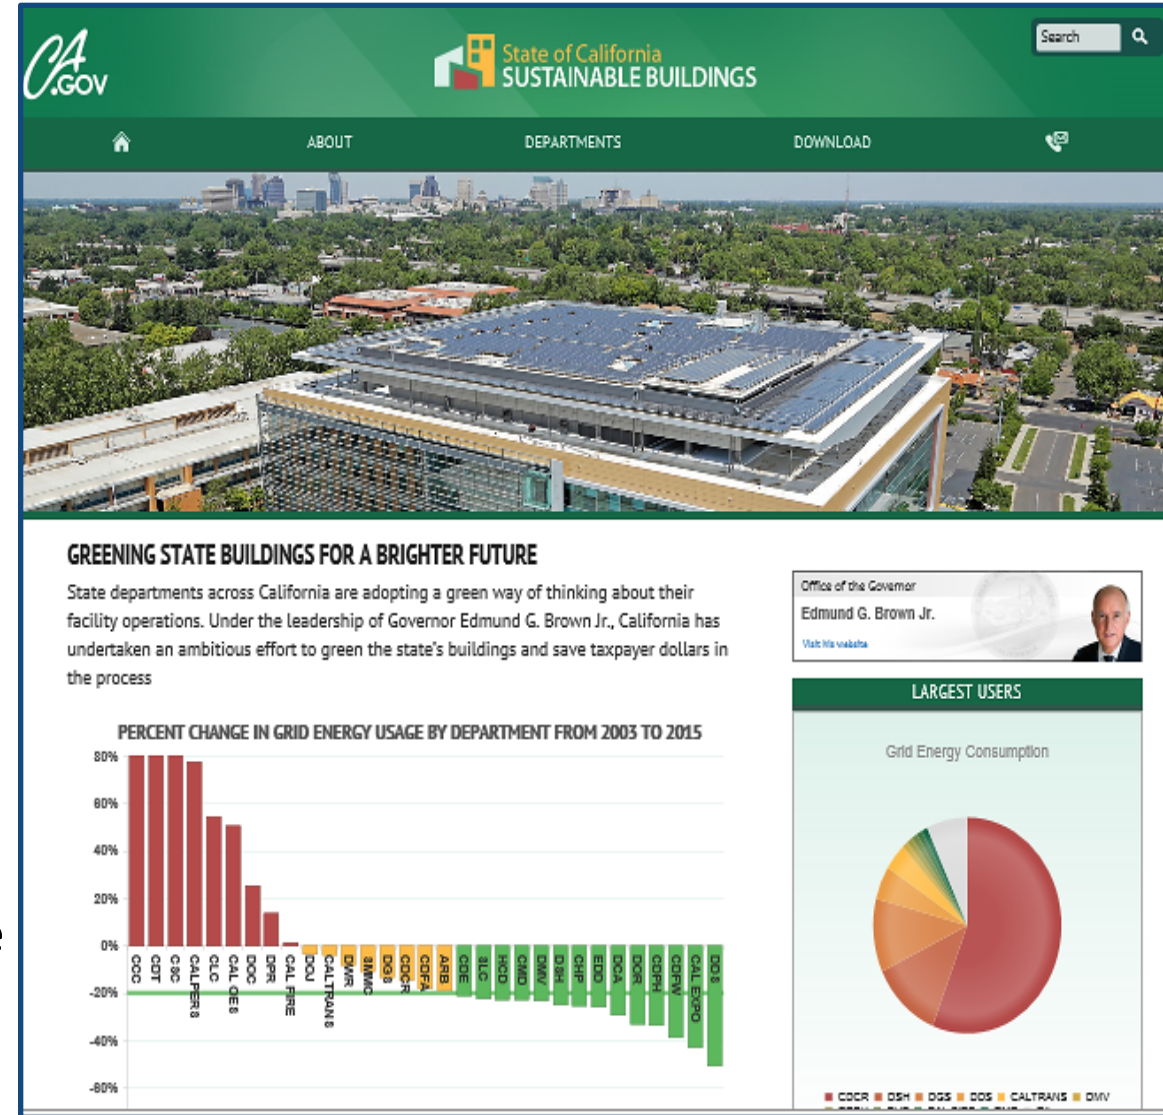 CA
.GOV
State of California
SUSTAINABLE BUILDINGS
Search
ABOUT
DEPARTMENTS
DOWNLOAD
GREENING STATE BUILDINGS FOR A BRIGHTER FUTURE
State departments across California are adopting a green way of thinking about their
facility operations. Under the leadership of Governor Edmund G. Brown Jr., California has
undertaken an ambitious effort to green the state's buildings and save taxpayer dollars in
the process
Office of the Governor
Edmund G. Brown Jr.
Visit his website
LARGEST USERS
Grid Energy Consumption
CDCR DSH DGS DDS CALTRANS DMV
PERCENT CHANGE IN GRID ENERGY USAGE BY DEPARTMENT FROM 2003 TO 2015
80%
60%
40%
20%
0%
-20%
-40%
-60%
CCC
CDT
CSC
CALPERS
CLC
CAL OES
DOC
DPR
CAL FIRE
DOJ
CALTRANS
DWR
SMMC
DGS
CDCR
CDFA
ARB
CDE
SLC
HCD
CMD
DMV
DSH
CHP
EDD
DCA
DOR
CDPH
CDFW
CAL EXPO
DDS
e